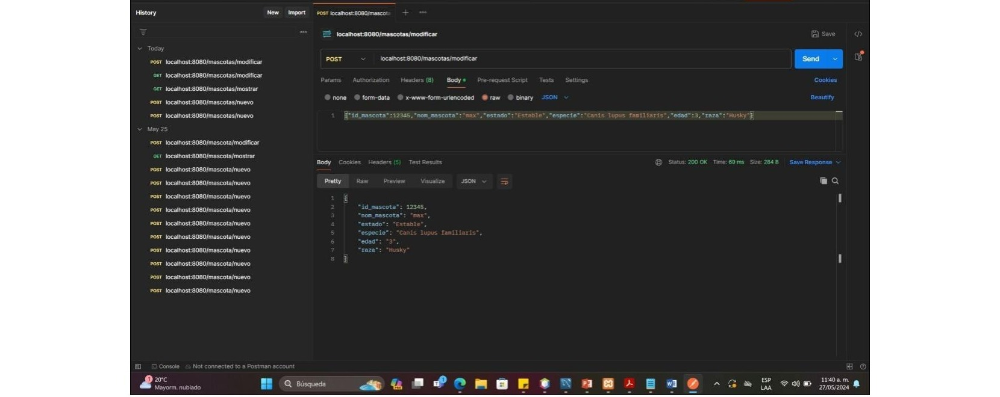 History
New
Import
POST localhost:8080/mascota
localhost:8080/mascotas/modificar
Save
Today
POST localhost:8080/mascotas/modificar
GET localhost:8080/mascotas/modificar
GET localhost:8080/mascotas/mostrar
POST localhost:8080/mascotas/nuevo
POST localhost:8080/mascotas/nuevo
May 25
POST localhost:8080/mascota/modificar
GET localhost:8080/mascota/mostrar
POST localhost:8080/mascota/nuevo
POST localhost:8080/mascota/nuevo
POST localhost:8080/mascota/nuevo
POST localhost:8080/mascota/nuevo
POST localhost:8080/mascota/nuevo
POST localhost:8080/mascota/nuevo
POST localhost:8080/mascota/nuevo
POST localhost:8080/mascota/nuevo
POST localhost:8080/mascota/nuevo
POST localhost:8080/mascota/nuevo
POST localhost:8080/mascotas/modificar Send
Params Authorization Headers (8) Body Pre-request Script Tests Settings Cookies
none form-data x-www-form-urlencoded raw binary JSON Beautify
1 {"id_mascota":12345,"nom_mascota":"max","estado":"Estable","especie":"Canis lupus familiaris","edad":3,"raza":"Husky"}
Body Cookies Headers (5) Test Results Status: 200 OK Time: 69 ms Size: 284 B Save Response
Pretty Raw Preview Visualize JSON
1 {
2 "id_mascota": 12345,
3 "nom_mascota": "max",
4 "estado": "Estable",
5 "especie": "Canis lupus familiaris",
6 "edad": "3",
7 "raza": "Husky"
8 }
Console Not connected to a Postman account
1 20°C
Mayorm. nublado
Búsqueda
ESP
LAA
11:40 a. m.
27/05/2024